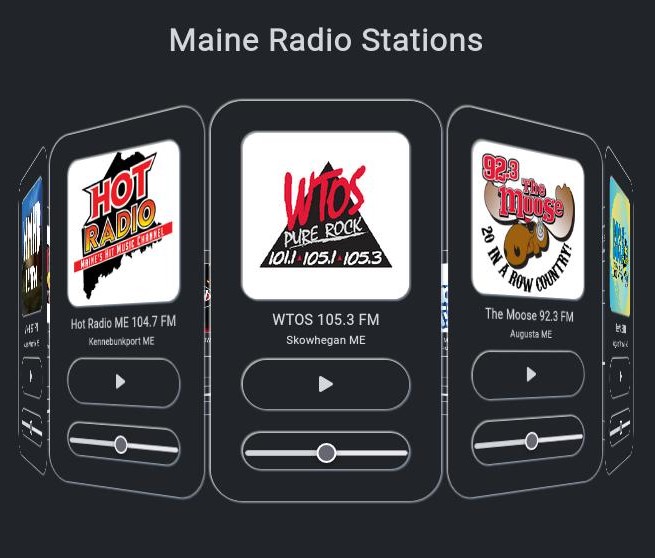 Maine Radio Stations
HOT
RADIO
MAINE'S HIT MUSIC CHANNEL
Hot Radio ME 104.7 FM
Kennebunkport ME
WTOS
PURE ROCK
101.1 105.1 105.3
WTOS 105.3 FM
Skowhegan ME
92.3
The
moose
20 IN A ROW COUNTRY!
The Moose 92.3 FM
Augusta ME